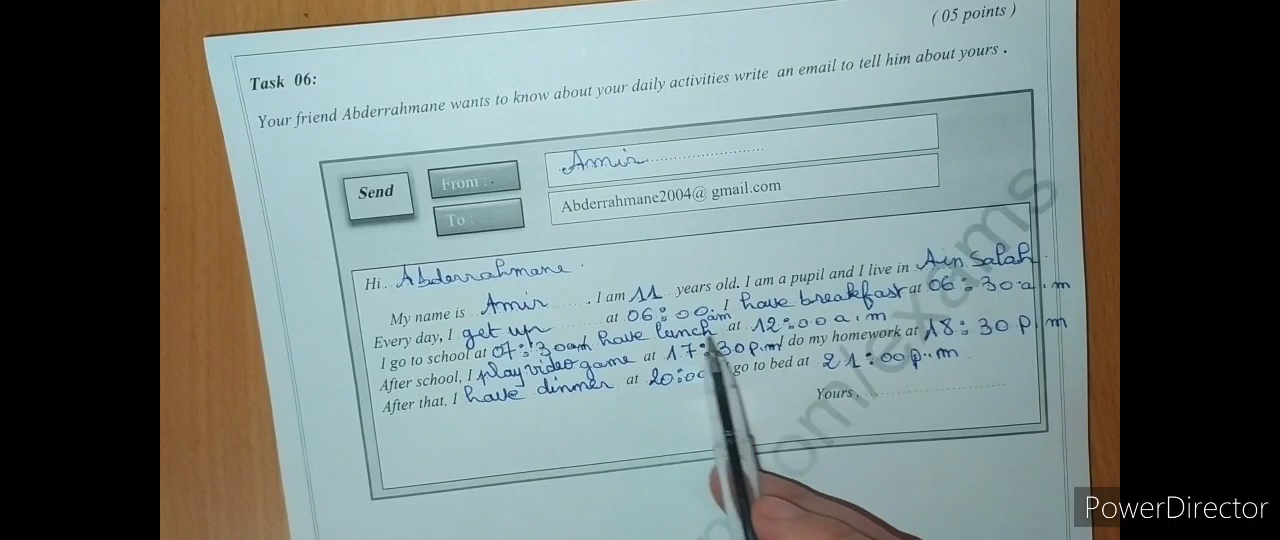 ( 05 points )
Task 06:
Your friend Abderrahmane wants to know about your daily activities write an email to tell him about yours .
Send
From :
Amir
To :
Abderrahmane2004@ gmail.com
Hi .. Abderrahmane .
My name is Amir . I am 11 years old. I am a pupil and I live in Ain Salah .
Every day, I get up at 06:00 am I have breakfast at 06:30 a.m
I go to school at 07:30 am have lunch at 12:00 a.m
After school, I play video game at 17:30 p.m I do my homework at 18:30 p.m
After that, I have dinner at 20:00 go to bed at 21:00 p.m
Yours ,
om/exams
PowerDirector